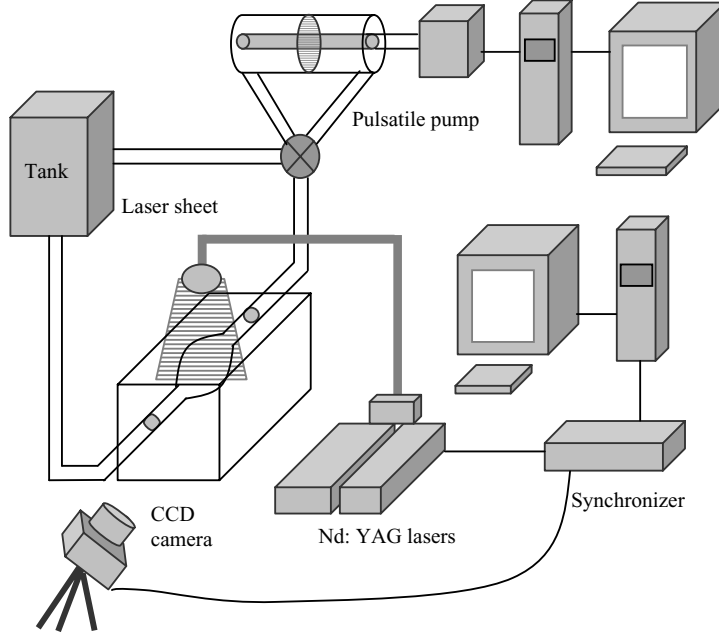 Pulsatile pump
Tank
Laser sheet
CCD
camera
Nd: YAG lasers
Synchronizer